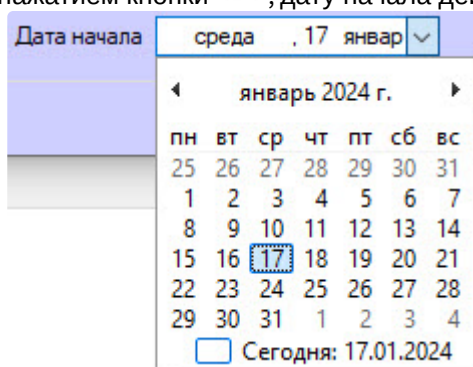 нажатием кнопки , дату начала де
Дата начала среда , 17 январ
январь 2024 г.
пн вт ср чт пт сб вс
25 26 27 28 29 30 31
1 2 3 4 5 6 7
8 9 10 11 12 13 14
15 16 17 18 19 20 21
22 23 24 25 26 27 28
29 30 31 1 2 3 4
Сегодня: 17.01.2024